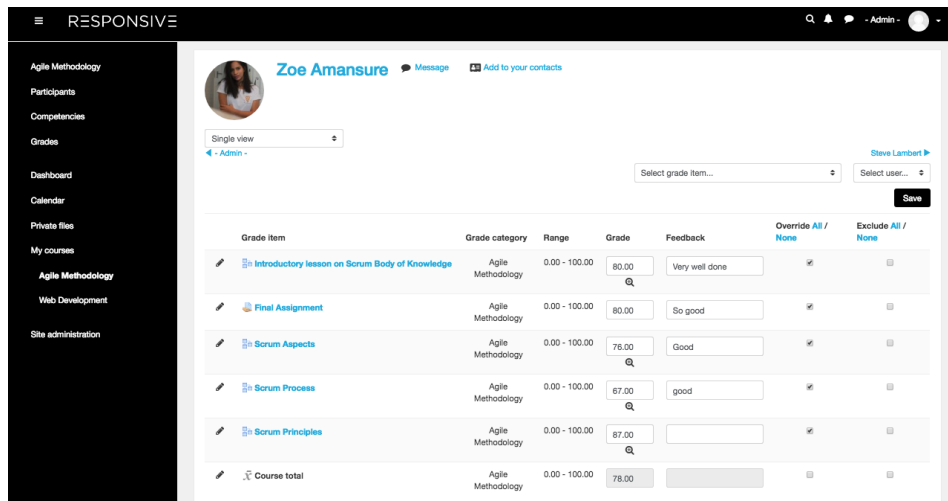 RΞSPONSIVΞ
- Admin -
Agile Methodology
Participants
Competencies
Grades
Dashboard
Calendar
Private files
My courses
Agile Methodology
Web Development
Site administration
Zoe Amansure Message Add to your contacts
Single view
- Admin - Steve Lambert
Select grade item... Select user...
Save
Grade item Grade category Range Grade Feedback Override All / None Exclude All / None
Introductory lesson on Scrum Body of Knowledge Agile Methodology 0.00 - 100.00 80.00 Very well done
Final Assignment Agile Methodology 0.00 - 100.00 80.00 So good
Scrum Aspects Agile Methodology 0.00 - 100.00 76.00 Good
Scrum Process Agile Methodology 0.00 - 100.00 67.00 good
Scrum Principles Agile Methodology 0.00 - 100.00 87.00
x̄ Course total Agile Methodology 0.00 - 100.00 78.00